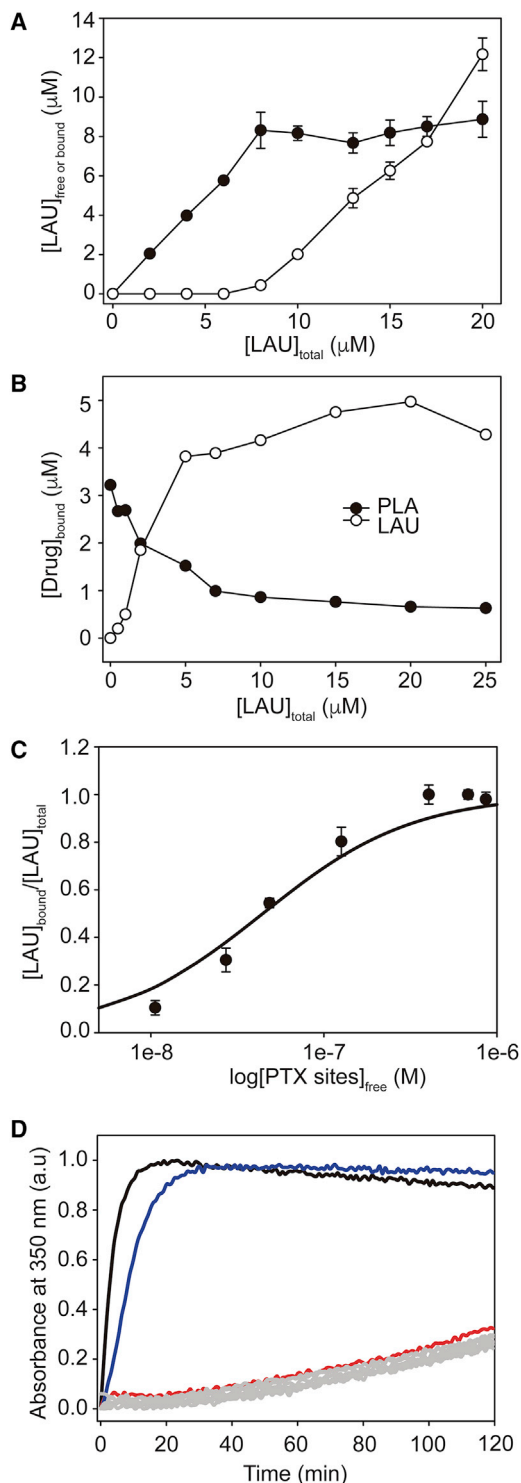 A
[LAU]free or bound (μM)
14
12
10
8
6
4
2
0
0 5 10 15 20
[LAU]total (μM)
B
[Drug]bound (μM)
5
4
3
2
1
0
PLA
LAU
0 5 10 15 20 25
[LAU]total (μM)
C
[LAU]bound/[LAU]total
1.2
1.0
0.8
0.6
0.4
0.2
0.0
1e-8 1e-7 1e-6
log[PTX sites]free (M)
D
Absorbance at 350 nm (a.u)
1.0
0.8
0.6
0.4
0.2
0.0
0 20 40 60 80 100 120
Time (min)